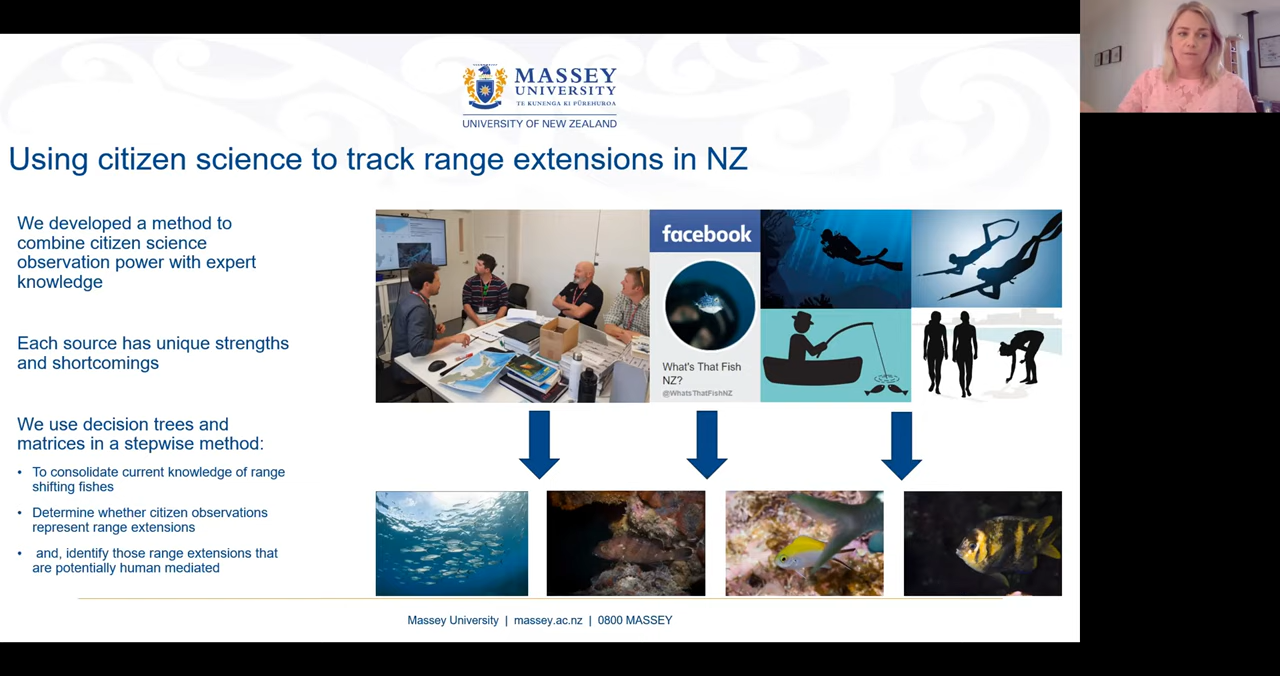 MASSEY
UNIVERSITY
TE KUNENGA KI PŪREHUROA
UNIVERSITY OF NEW ZEALAND
Using citizen science to track range extensions in NZ
We developed a method to
combine citizen science
observation power with expert
knowledge
Each source has unique strengths
and shortcomings
We use decision trees and
matrices in a stepwise method:
• To consolidate current knowledge of range
shifting fishes
• Determine whether citizen observations
represent range extensions
• and, identify those range extensions that
are potentially human mediated
facebook
What's That Fish
NZ?
@WhatsThatFishNZ
Massey University | massey.ac.nz | 0800 MASSEY